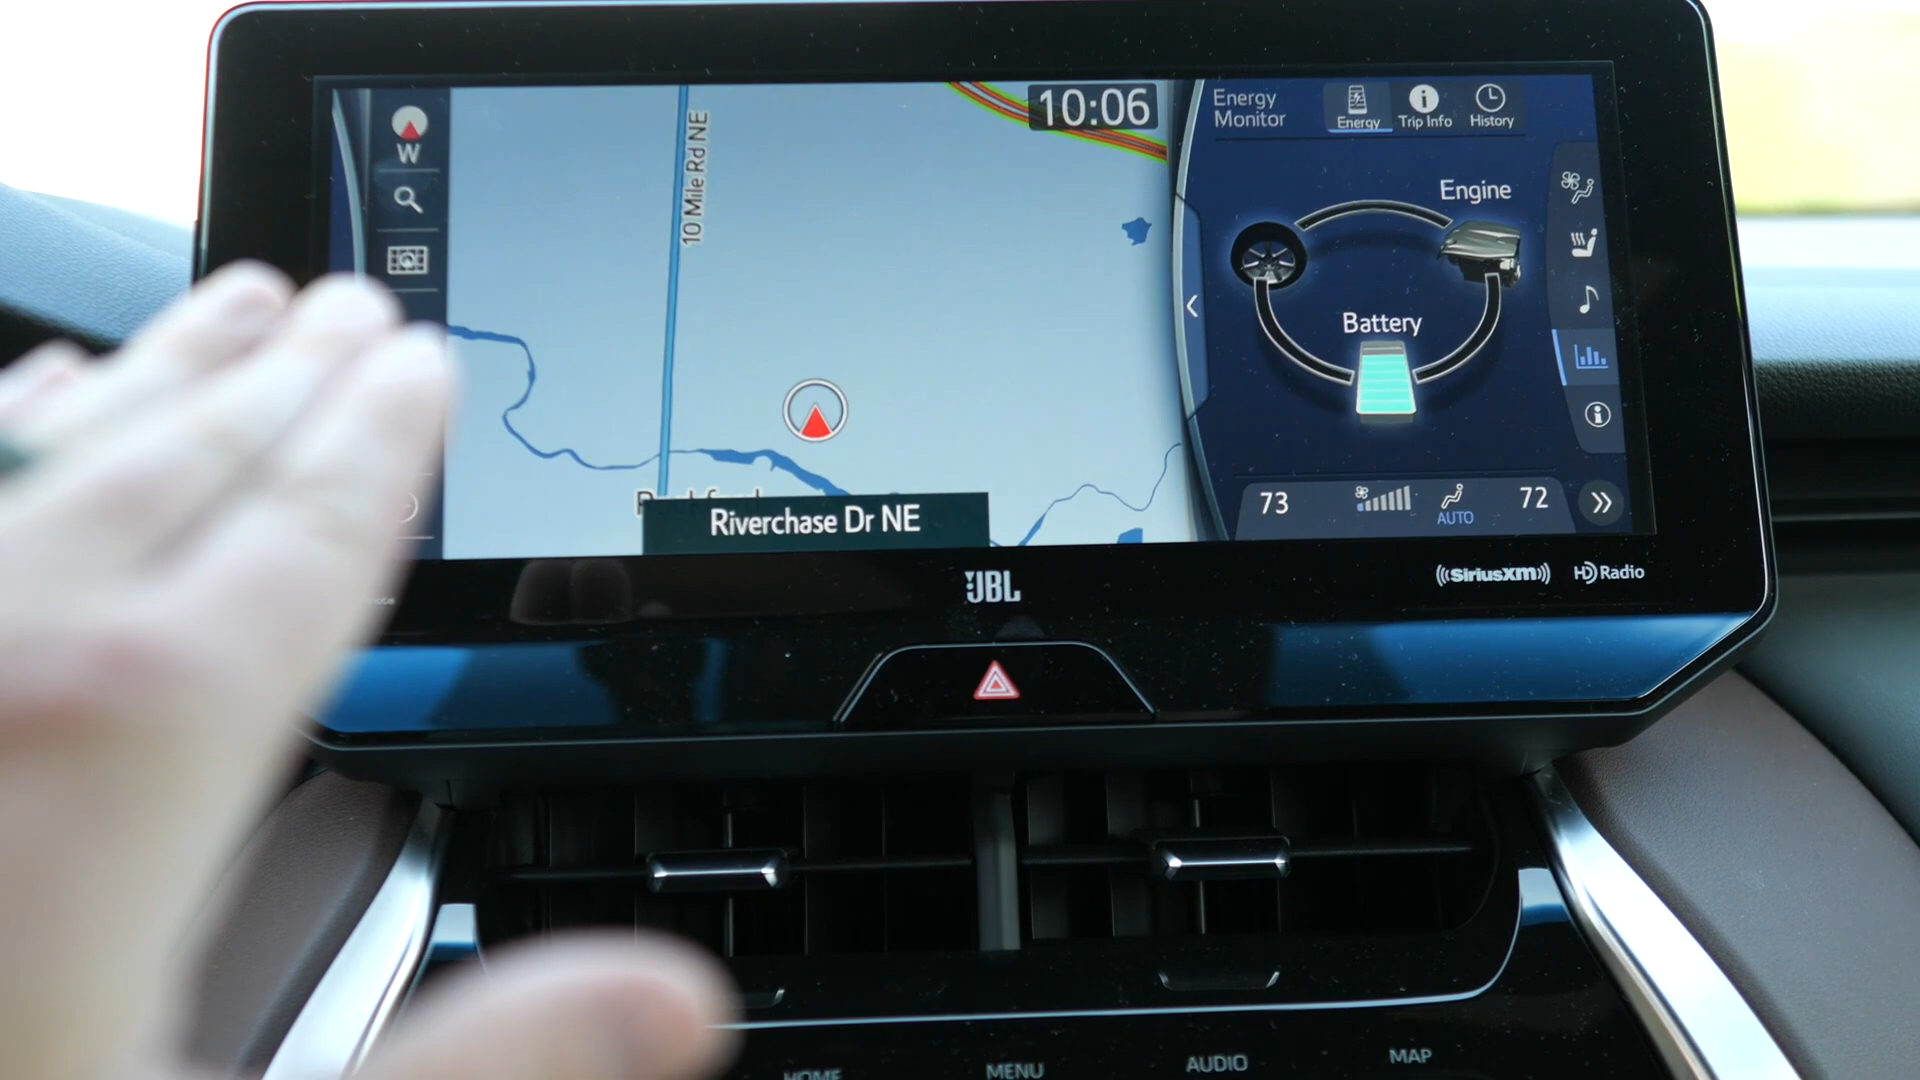 W
10 Mile Rd NE
10:06
Energy
Monitor
Energy
Trip Info
History
Engine
Battery
Riverchase Dr NE
73
AUTO
72
JBL
SiriusXM
HD Radio
HOME
MENU
AUDIO
MAP